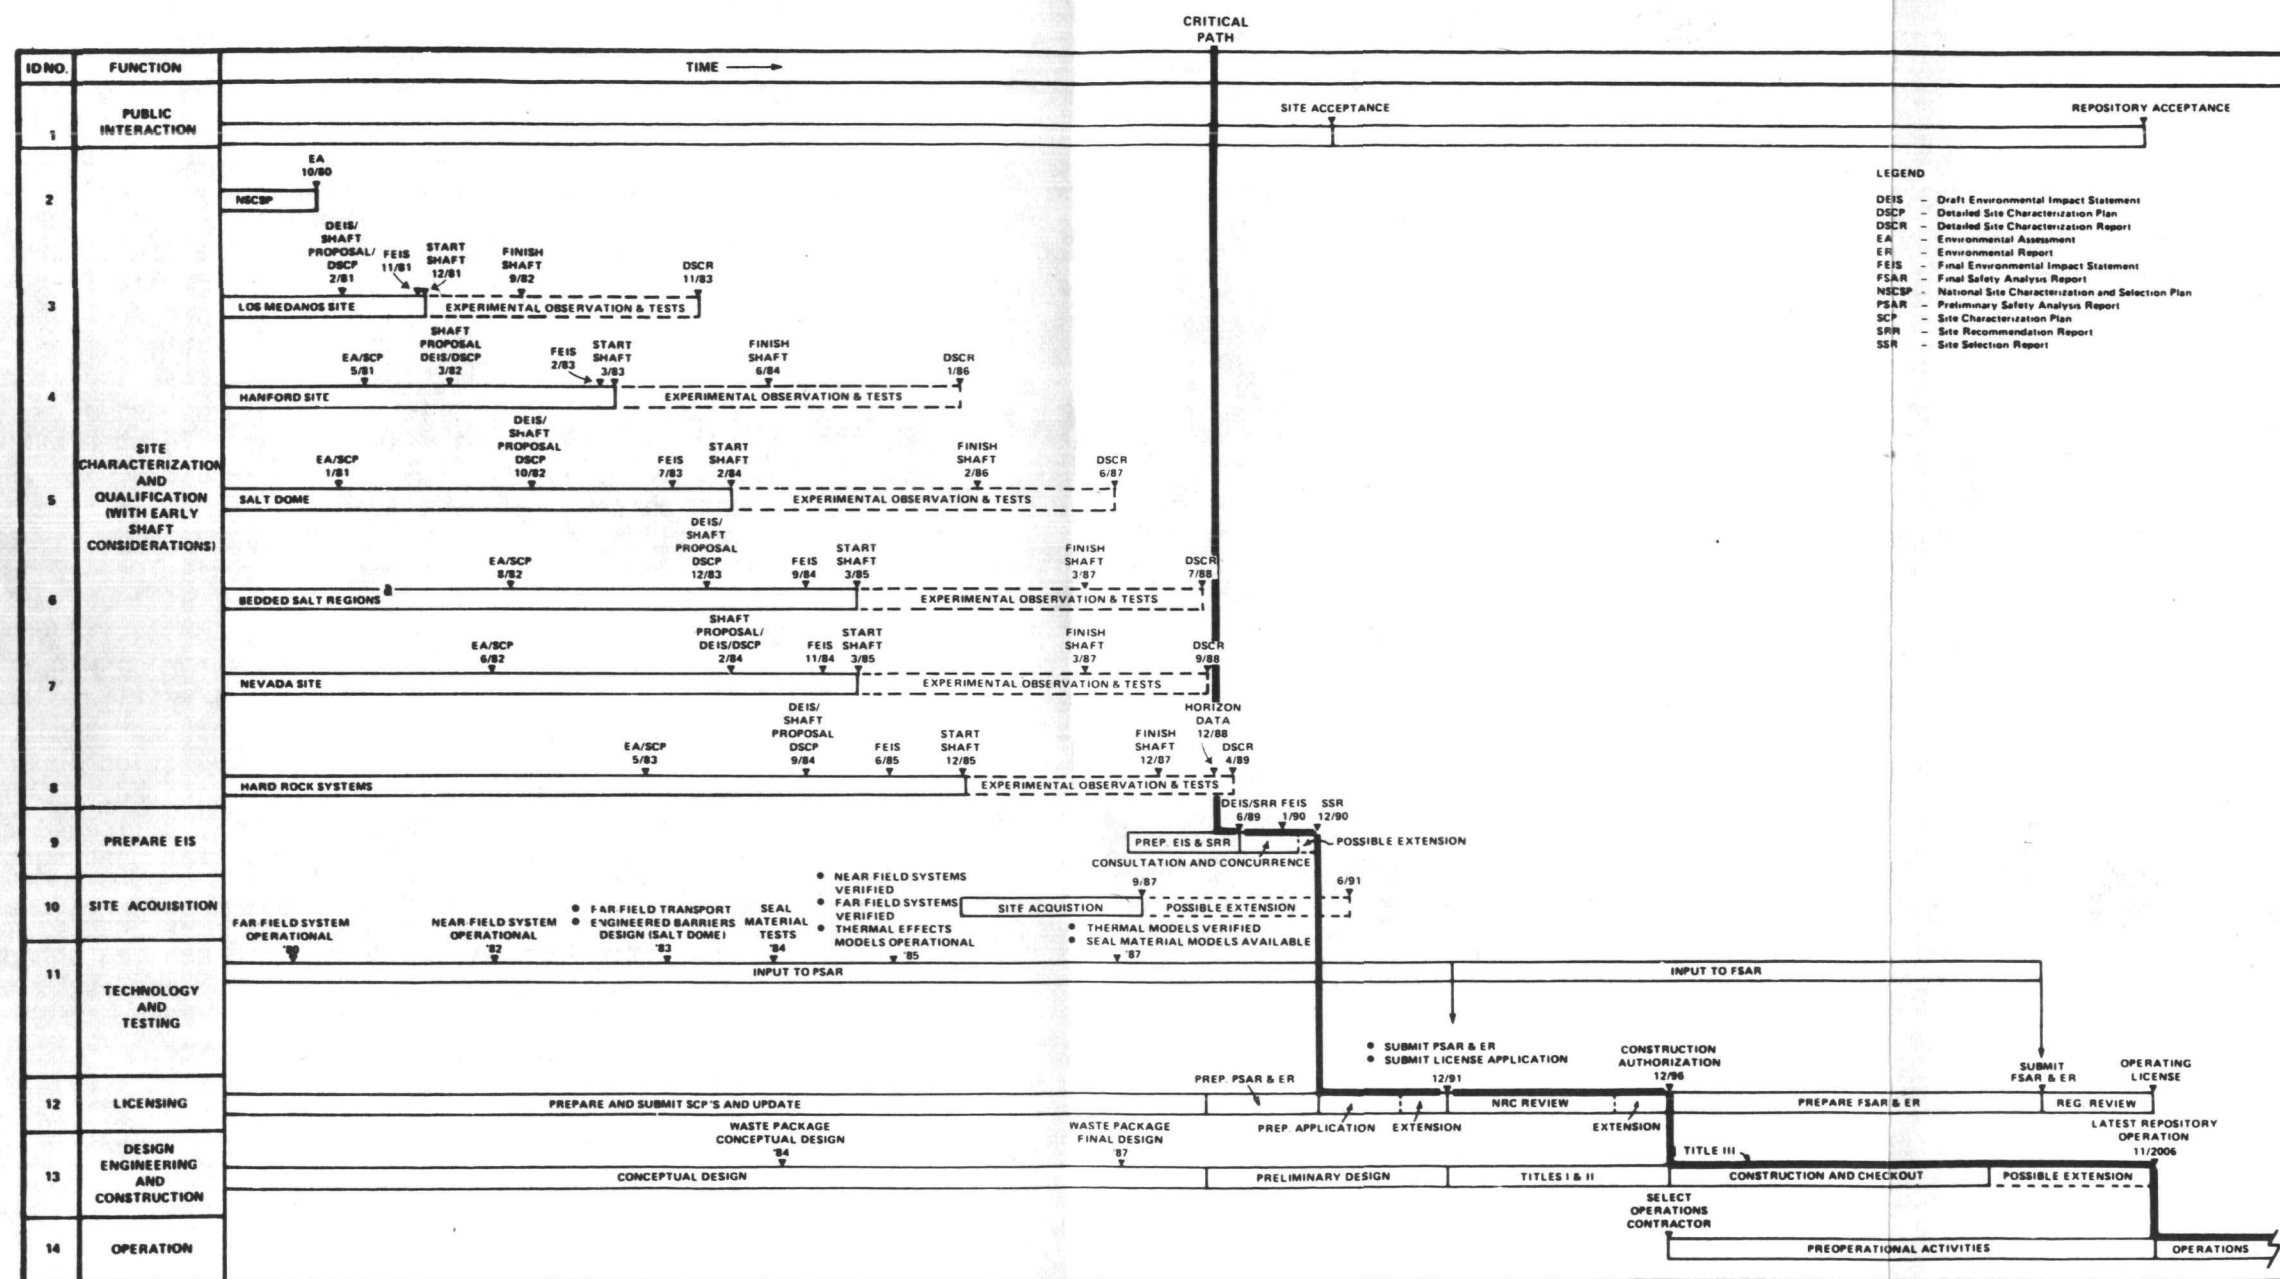 CRITICAL
PATH
ID NO.
FUNCTION
TIME
1
PUBLIC
INTERACTION
SITE ACCEPTANCE
REPOSITORY ACCEPTANCE
LEGEND
DEIS – Draft Environmental Impact Statement
DSCP – Detailed Site Characterization Plan
DSCR – Detailed Site Characterization Report
EA – Environmental Assessment
ER – Environmental Report
FEIS – Final Environmental Impact Statement
FSAR – Final Safety Analysis Report
NSCSP – National Site Characterization and Selection Plan
PSAR – Preliminary Safety Analysis Report
SCP – Site Characterization Plan
SRR – Site Recommendation Report
SSR – Site Selection Report
SITE
CHARACTERIZATION
AND
QUALIFICATION
(WITH EARLY
SHAFT
CONSIDERATIONS)
2
EA
10/80
NSCSP
3
DEIS/
SHAFT
PROPOSAL/
DSCP
2/81
FEIS
11/81
START
SHAFT
12/81
FINISH
SHAFT
9/82
DSCR
11/83
LOS MEDANOS SITE
EXPERIMENTAL OBSERVATION & TESTS
4
EA/SCP
5/81
SHAFT
PROPOSAL
DEIS/DSCP
3/82
FEIS
2/83
START
SHAFT
3/83
FINISH
SHAFT
6/84
DSCR
1/86
HANFORD SITE
EXPERIMENTAL OBSERVATION & TESTS
5
EA/SCP
1/81
DEIS/
SHAFT
PROPOSAL
DSCP
10/82
FEIS
7/83
START
SHAFT
2/84
FINISH
SHAFT
2/86
DSCR
6/87
SALT DOME
EXPERIMENTAL OBSERVATION & TESTS
6
EA/SCP
8/82
DEIS/
SHAFT
PROPOSAL
DSCP
12/83
FEIS
9/84
START
SHAFT
3/85
FINISH
SHAFT
3/87
DSCR
7/88
BEDDED SALT REGIONS a
EXPERIMENTAL OBSERVATION & TESTS
7
EA/SCP
6/82
SHAFT
PROPOSAL/
DEIS/DSCP
2/84
FEIS
11/84
START
SHAFT
3/85
FINISH
SHAFT
3/87
DSCR
9/88
NEVADA SITE
EXPERIMENTAL OBSERVATION & TESTS
8
EA/SCP
5/83
DEIS/
SHAFT
PROPOSAL
DSCP
9/84
FEIS
6/85
START
SHAFT
12/85
FINISH
SHAFT
12/87
HORIZON
DATA
12/88
DSCR
4/89
HARD ROCK SYSTEMS
EXPERIMENTAL OBSERVATION & TESTS
9
PREPARE EIS
DEIS/SRR
6/89
FEIS
1/90
SSR
12/90
PREP. EIS & SRR
POSSIBLE EXTENSION
CONSULTATION AND CONCURRENCE
10
SITE ACQUISITION
9/87
6/91
SITE ACQUISTION
POSSIBLE EXTENSION
11
TECHNOLOGY
AND
TESTING
FAR-FIELD SYSTEM
OPERATIONAL
'80
NEAR-FIELD SYSTEM
OPERATIONAL
'82
● FAR-FIELD TRANSPORT
● ENGINEERED BARRIERS
DESIGN (SALT DOME)
'83
SEAL
MATERIAL
TESTS
'84
● NEAR FIELD SYSTEMS
VERIFIED
● FAR-FIELD SYSTEMS
VERIFIED
● THERMAL EFFECTS
MODELS OPERATIONAL
'85
● THERMAL MODELS VERIFIED
● SEAL MATERIAL MODELS AVAILABLE
'87
INPUT TO PSAR
INPUT TO FSAR
12
LICENSING
PREP. PSAR & ER
● SUBMIT PSAR & ER
● SUBMIT LICENSE APPLICATION
12/91
CONSTRUCTION
AUTHORIZATION
12/96
SUBMIT
FSAR & ER
OPERATING
LICENSE
PREPARE AND SUBMIT SCP'S AND UPDATE
NRC REVIEW
PREPARE FSAR & ER
REG. REVIEW
PREP. APPLICATION
EXTENSION
EXTENSION
13
DESIGN
ENGINEERING
AND
CONSTRUCTION
WASTE PACKAGE
CONCEPTUAL DESIGN
'84
WASTE PACKAGE
FINAL DESIGN
'87
TITLE III
LATEST REPOSITORY
OPERATION
11/2006
CONCEPTUAL DESIGN
PRELIMINARY DESIGN
TITLES I & II
CONSTRUCTION AND CHECKOUT
POSSIBLE EXTENSION
14
OPERATION
SELECT
OPERATIONS
CONTRACTOR
PREOPERATIONAL ACTIVITIES
OPERATIONS